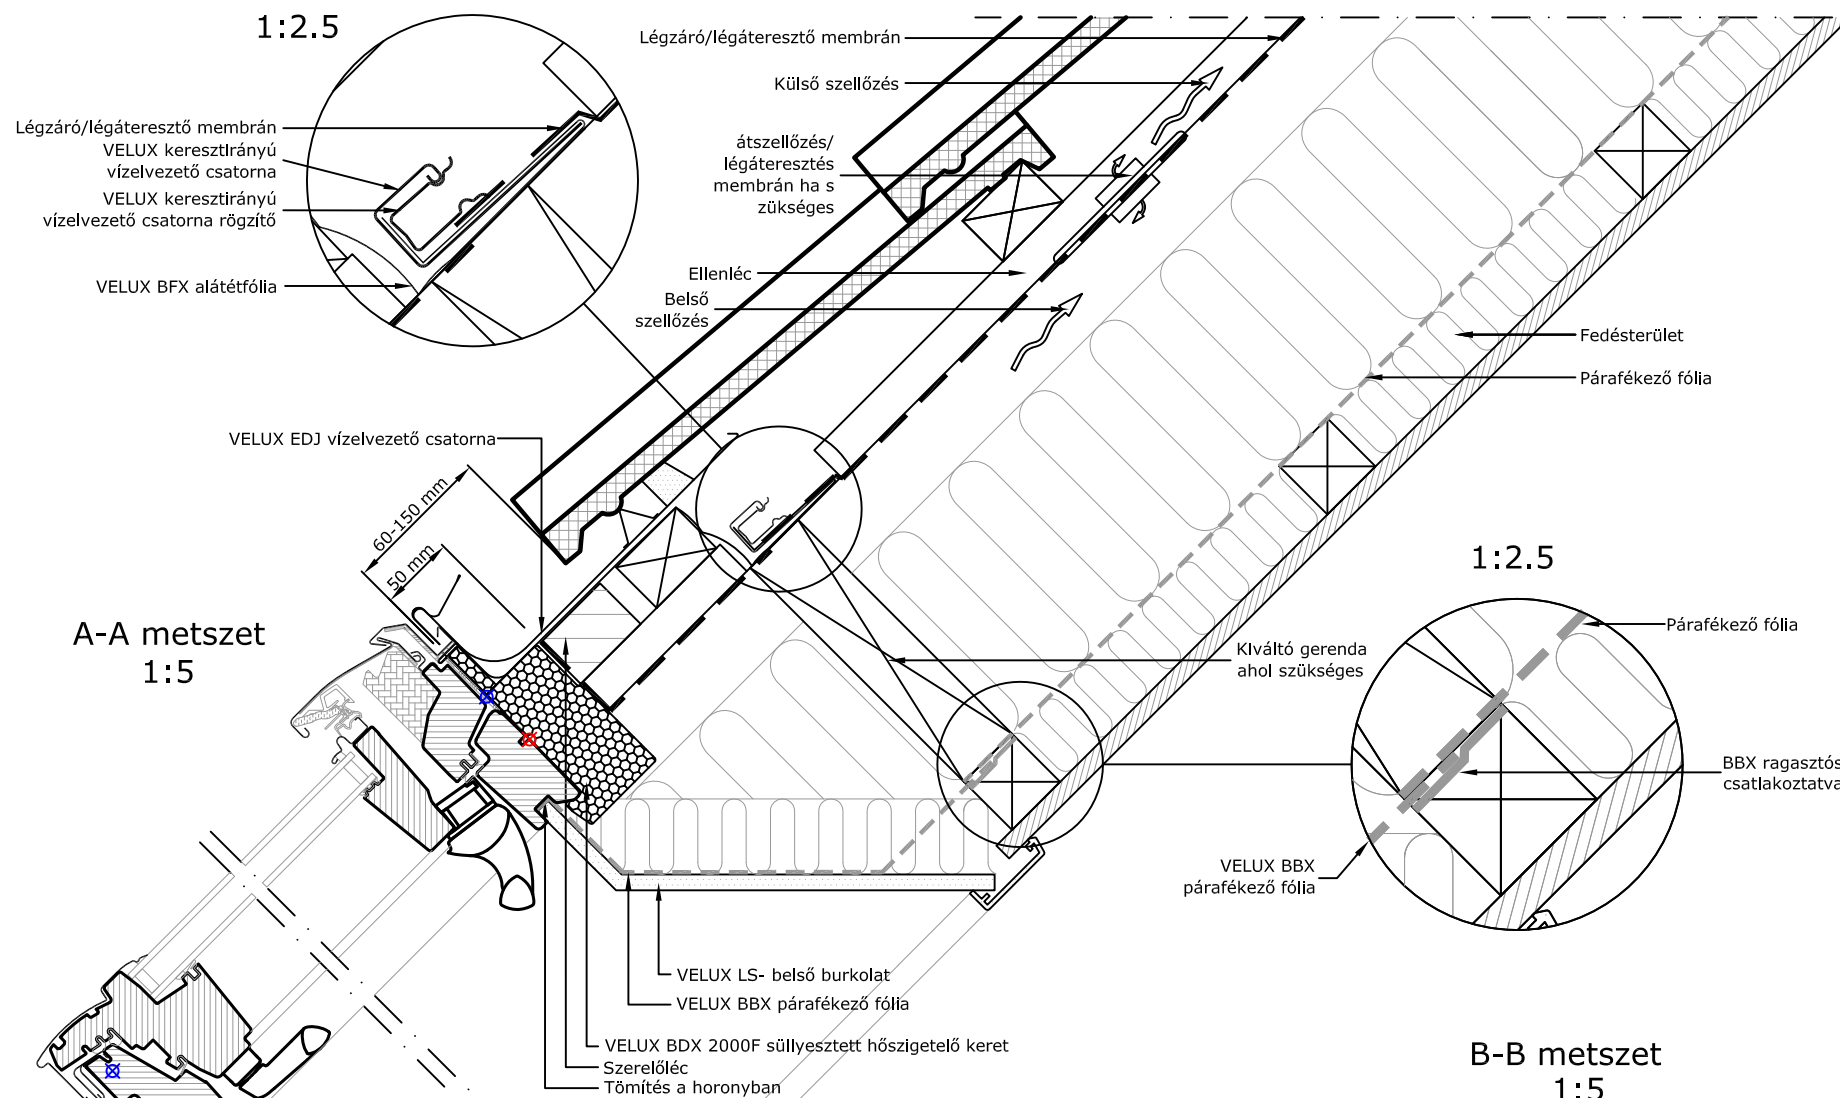 1:2.5
Légzáró/légáteresztő membrán
VELUX keresztIrányú
vízelvezető csatorna
VELUX keresztirányú
vízelvezető csatorna rögzítő
VELUX BFX alátétfólia
Légzáró/légáteresztő membrán
Külső szellőzés
átszellőzés/
légáteresztés
membrán ha s
zükséges
Ellenléc
Belső
szellőzés
Fedésterület
Párafékező fólia
VELUX EDJ vízelvezető csatorna
60-150 mm
50 mm
A-A metszet
1:5
KIváltó gerenda
ahol szükséges
1:2.5
Párafékező fólia
BBX ragasztós
csatlakoztatva
VELUX BBX
párafékező fólia
VELUX LS- belső burkolat
VELUX BBX párafékező fólia
VELUX BDX 2000F süllyesztett hőszigetelő keret
Szerelőléc
Tömítés a horonyban
B-B metszet
1:5